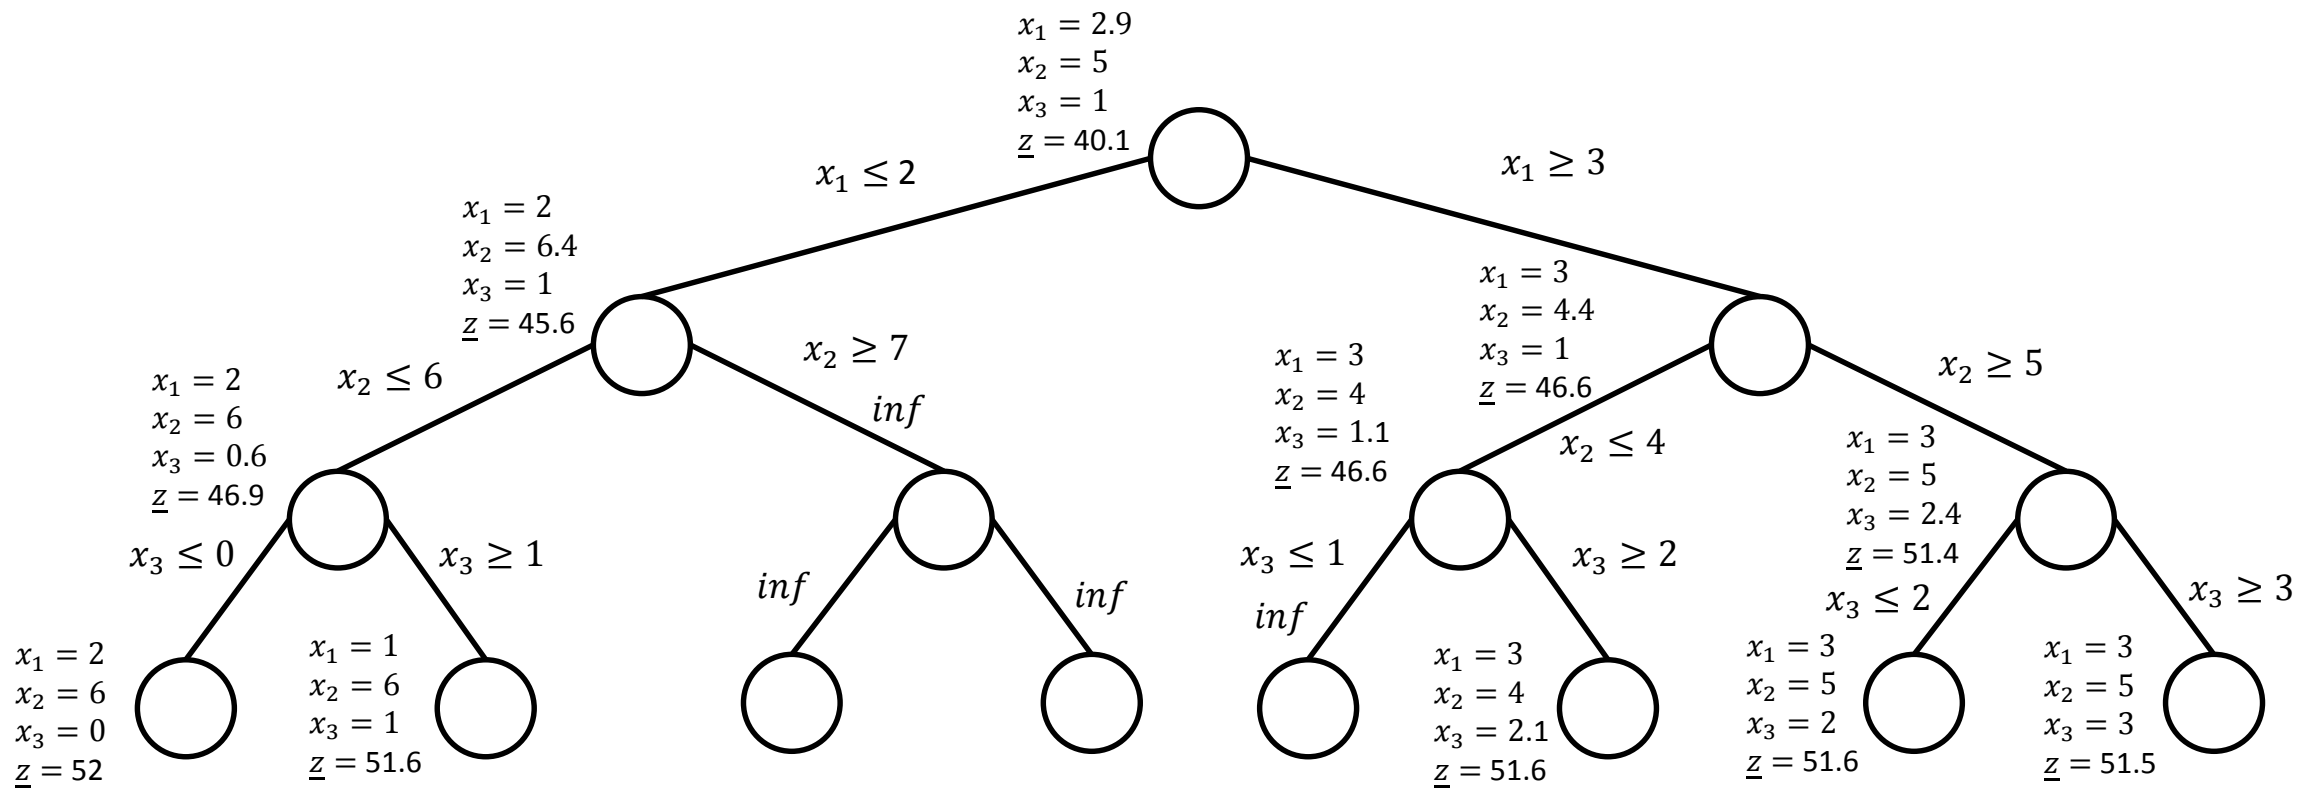 x₁ = 2.9
x₂ = 5
x₃ = 1
z = 40.1
x₁ ≤ 2
x₁ ≥ 3
x₁ = 2
x₂ = 6.4
x₃ = 1
z = 45.6
x₁ = 3
x₂ = 4.4
x₃ = 1
z = 46.6
x₂ ≤ 6
x₂ ≥ 7
inf
x₂ ≤ 4
x₂ ≥ 5
x₁ = 2
x₂ = 6
x₃ = 0.6
z = 46.9
x₁ = 3
x₂ = 4
x₃ = 1.1
z = 46.6
x₁ = 3
x₂ = 5
x₃ = 2.4
z = 51.4
x₃ ≤ 0
x₃ ≥ 1
inf
inf
x₃ ≤ 1
inf
x₃ ≥ 2
x₃ ≤ 2
x₃ ≥ 3
x₁ = 2
x₂ = 6
x₃ = 0
z = 52
x₁ = 1
x₂ = 6
x₃ = 1
z = 51.6
x₁ = 3
x₂ = 4
x₃ = 2.1
z = 51.6
x₁ = 3
x₂ = 5
x₃ = 2
z = 51.6
x₁ = 3
x₂ = 5
x₃ = 3
z = 51.5